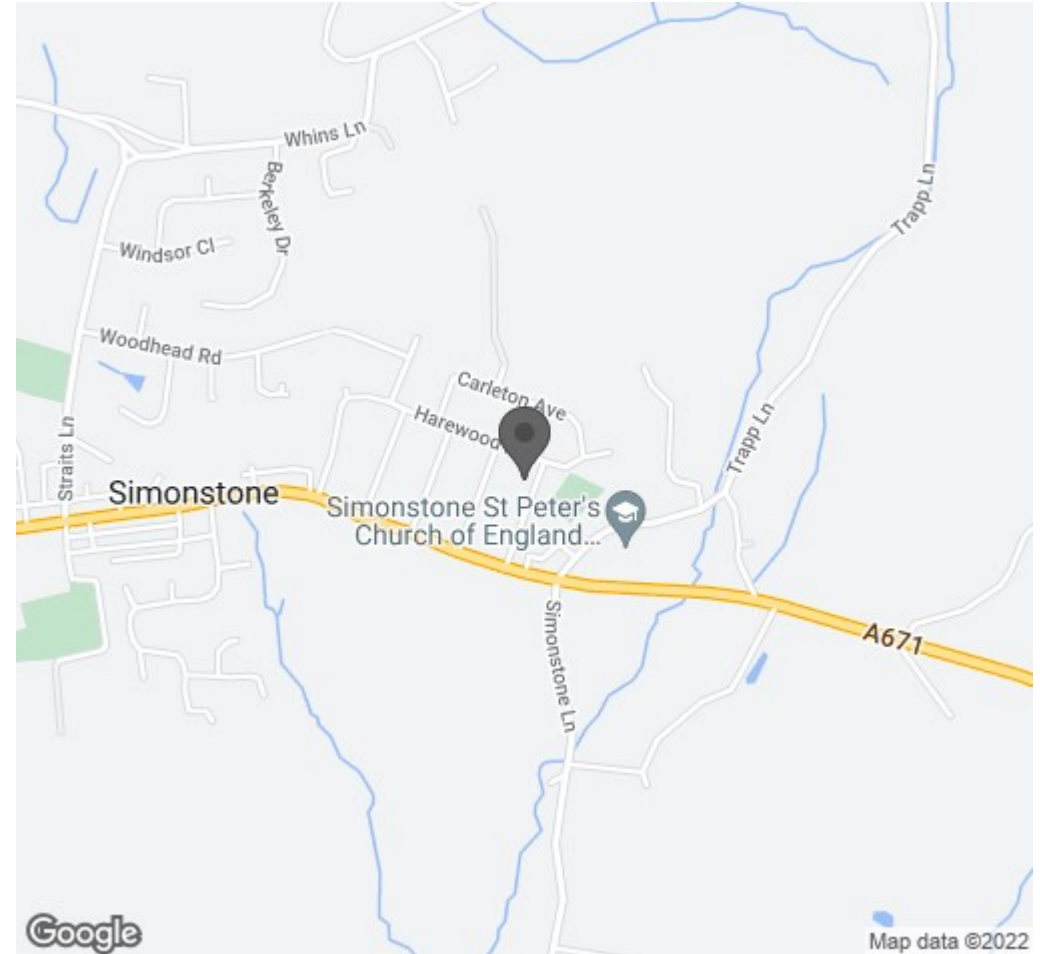 Whins Ln
Berkeley Dr
Trapp Ln
Windsor Cl
Woodhead Rd
Carleton Ave
Harewood
Straits Ln
Trapp Ln
Simonstone
Simonstone St Peter's
Church of England...
A671
Simonstone Ln
Google
Map data ©2022